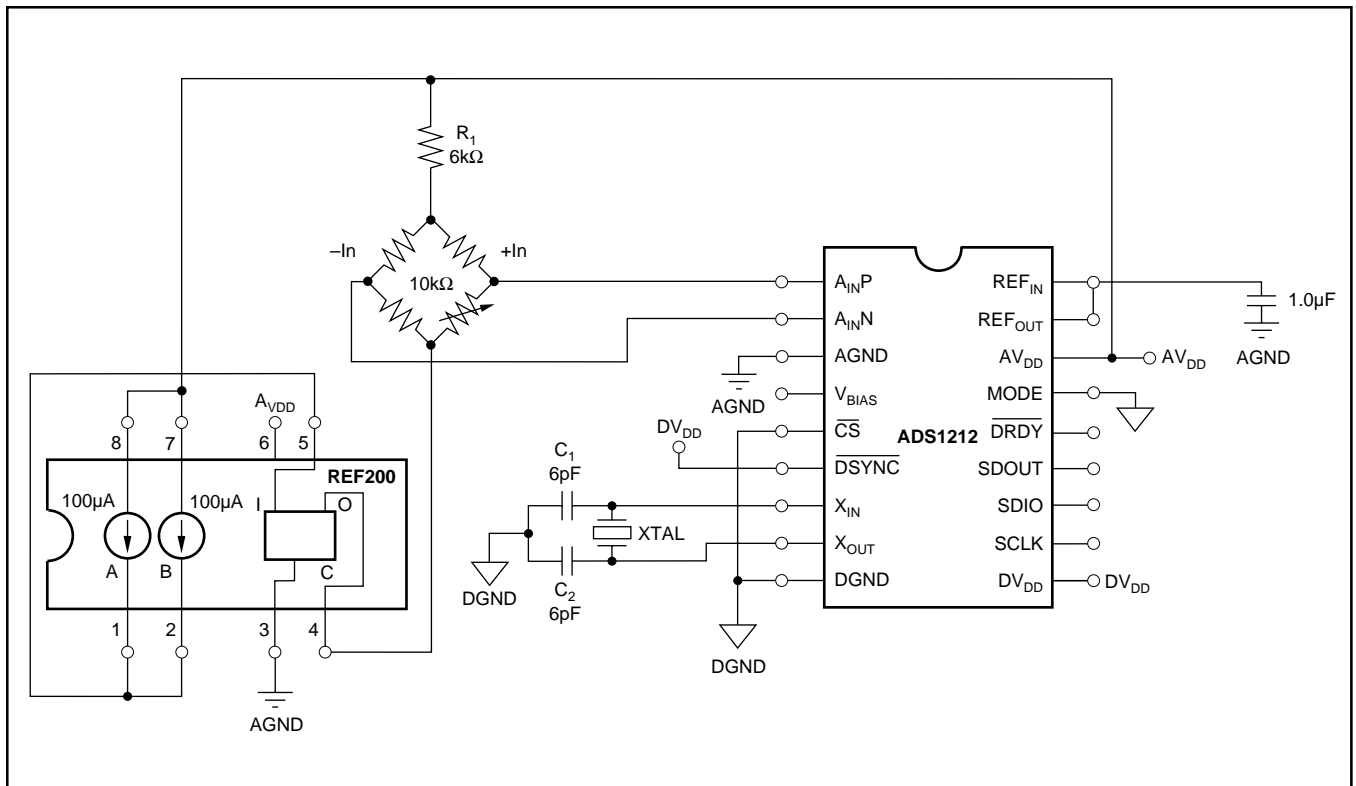 R1
6kΩ
–In
+In
10kΩ
AINP
REFIN
1.0µF
AINN
REFOUT
AGND
AGND
AVDD
AVDD
AGND
VBIAS
MODE
AVDD
8
7
6
5
DVDD
CS
ADS1212
DRDY
REF200
C1
6pF
DSYNC
SDOUT
100µA
100µA
I
O
XIN
SDIO
XTAL
XOUT
SCLK
A
B
C
DGND
C2
6pF
DGND
DVDD
DVDD
1
2
3
4
DGND
AGND